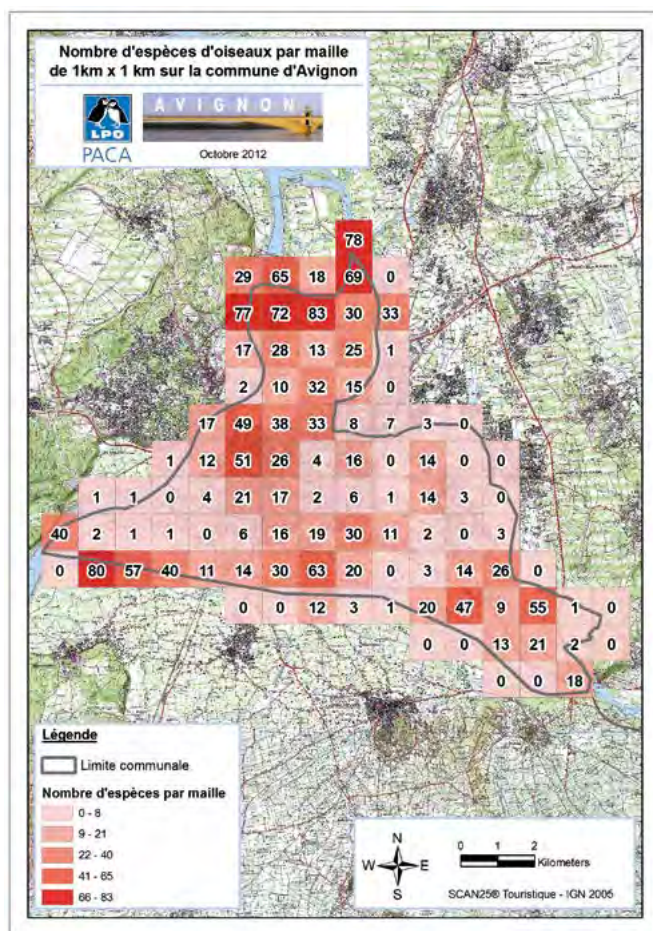 Nombre d'espèces d'oiseaux par maille
de 1km x 1 km sur la commune d'Avignon
LPO
PACA
AVIGNON
Octobre 2012
78
29 65 18 69 0
77 72 83 30 33
17 28 13 25 1
2 10 32 15 0
17 49 38 33 8 7 3 0
1 12 51 26 4 16 0 14 0 0
1 1 0 4 21 17 2 6 1 14 3 0
40 2 1 1 0 6 16 19 30 11 2 0 3
0 80 57 40 11 14 30 63 20 0 3 14 26 0
0 0 12 3 1 20 47 9 55 1 0
0 0 13 21 2 0
0 0 18
Légende
Limite communale
Nombre d'espèces par maille
0 - 8
9 - 21
22 - 40
41 - 65
66 - 83
N
W E
S
0 1 2
Kilometers
SCAN25® Touristique - IGN 2005